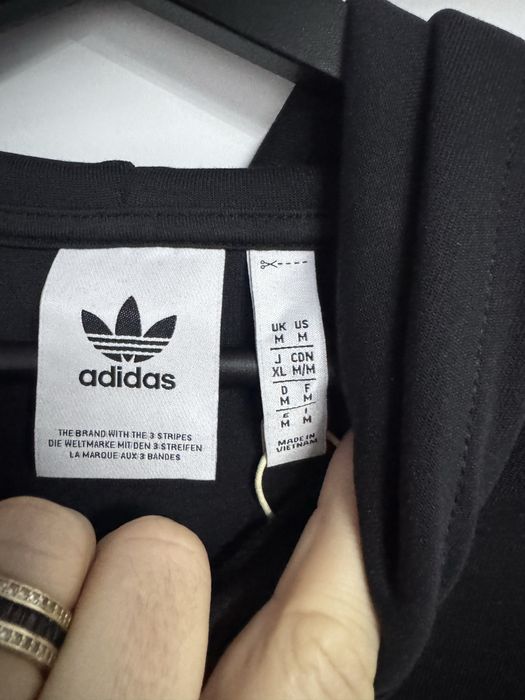 adidas
THE BRAND WITH THE 3 STRIPES
DIE WELTMARKE MIT DEN 3 STREIFEN
LA MARQUE AUX 3 BANDES
UK US
M M
J CDN
XL M/M
D F
M M
E I
M M
MADE IN
VIETNAM